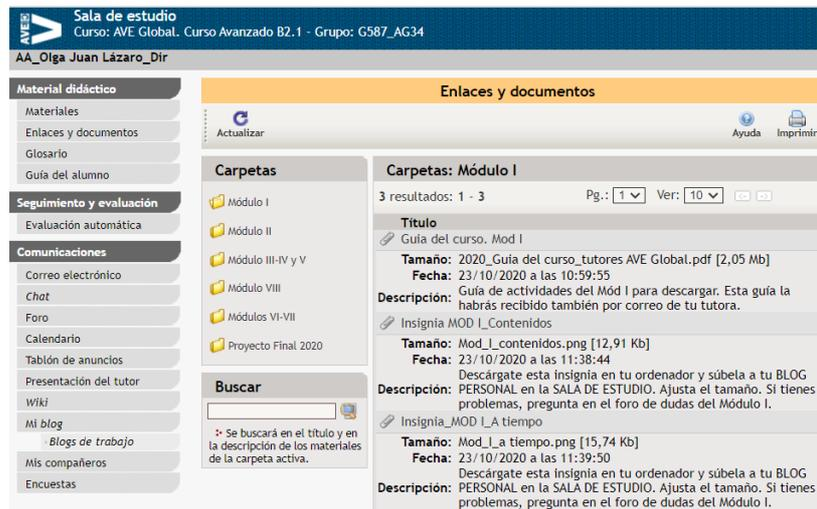 AVE
Sala de estudio
Curso: AVE Global. Curso Avanzado B2.1 - Grupo: G587_AG34
AA_Olga Juan Lázaro_Dir
Material didáctico
Materiales
Enlaces y documentos
Glosario
Guía del alumno
Seguimiento y evaluación
Evaluación automática
Comunicaciones
Correo electrónico
Chat
Foro
Calendario
Tablón de anuncios
Presentación del tutor
Wiki
Mi blog
Blogs de trabajo
Mis compañeros
Encuestas
Enlaces y documentos
Actualizar
Ayuda
Imprimir
Carpetas
Módulo I
Módulo II
Módulo III-IV y V
Módulo VIII
Módulos VI-VII
Proyecto Final 2020
Buscar
Se buscará en el título y en
la descripción de los materiales
de la carpeta activa.
Carpetas: Módulo I
3 resultados: 1 - 3 Pg.: 1 Ver: 10
Título
Guia del curso. Mod I
Tamaño: 2020_Guia del curso_tutores AVE Global.pdf [2,05 Mb]
Fecha: 23/10/2020 a las 10:59:55
Descripción: Guía de actividades del Mód I para descargar. Esta guía la
habrás recibido también por correo de tu tutora.
Insignia MOD I_Contenidos
Tamaño: Mod_I_contenidos.png [12,91 Kb]
Fecha: 23/10/2020 a las 11:38:44
Descripción: Descárgate esta insignia en tu ordenador y súbela a tu BLOG
PERSONAL en la SALA DE ESTUDIO. Ajusta el tamaño. Si tienes
problemas, pregunta en el foro de dudas del Módulo I.
Insignia_MOD I_A tiempo
Tamaño: Mod_I_a tiempo.png [15,74 Kb]
Fecha: 23/10/2020 a las 11:39:50
Descripción: Descárgate esta insignia en tu ordenador y súbela a tu BLOG
PERSONAL en la SALA DE ESTUDIO. Ajusta el tamaño. Si tienes
problemas, pregunta en el foro de dudas del Módulo I.